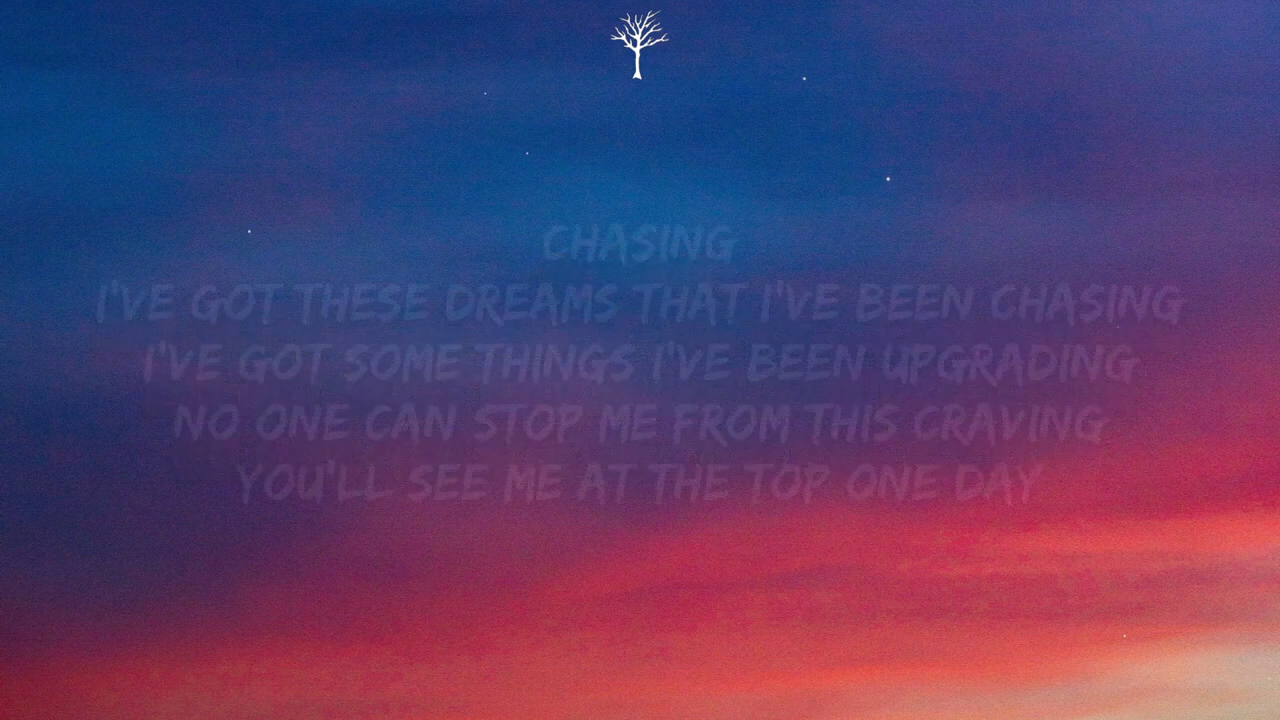 CHASING
I'VE GOT THESE DREAMS THAT I'VE BEEN CHASING
I'VE GOT SOME THINGS I'VE BEEN UPGRADING
NO ONE CAN STOP ME FROM THIS CRAVING
YOU'LL SEE ME AT THE TOP ONE DAY